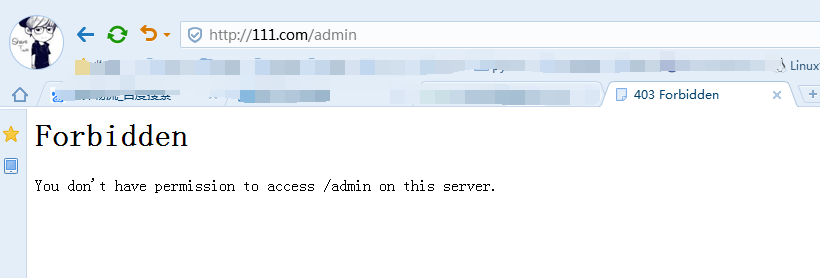 http://111.com/admin
Linux
403 Forbidden
Forbidden
You don't have permission to access /admin on this server.